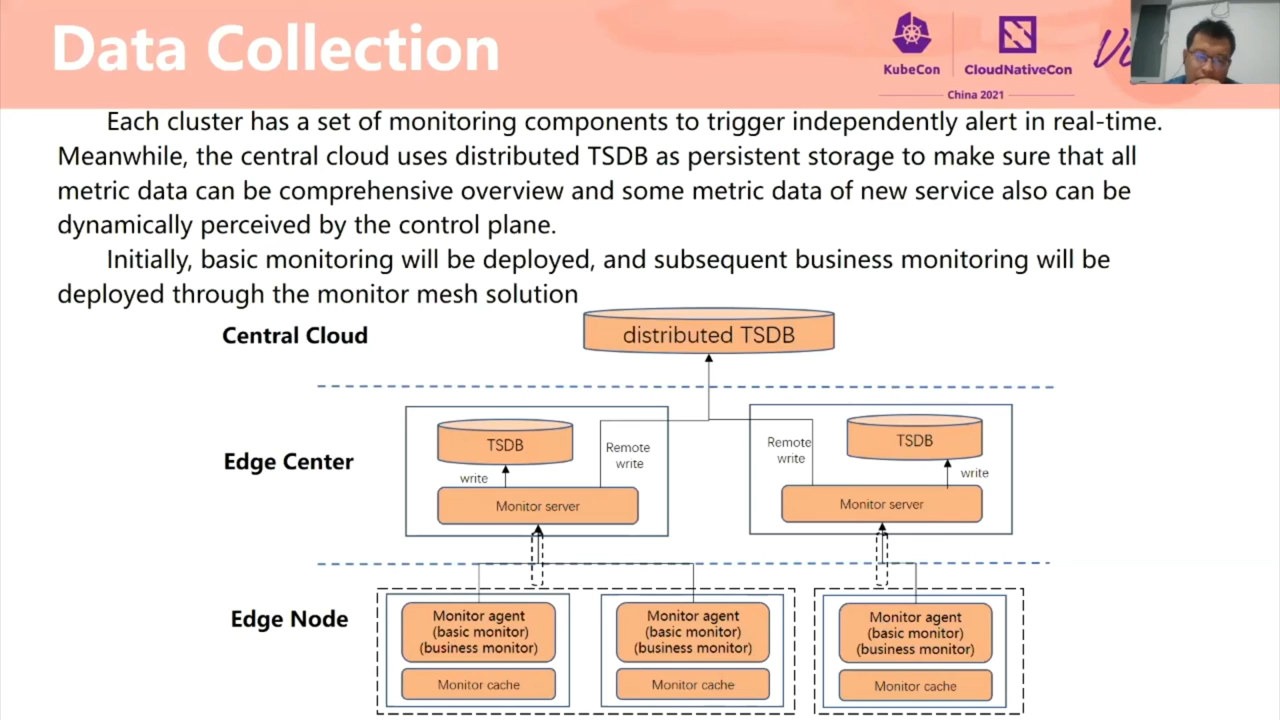 Data Collection
KubeCon
CloudNativeCon
China 2021
Each cluster has a set of monitoring components to trigger independently alert in real-time.
Meanwhile, the central cloud uses distributed TSDB as persistent storage to make sure that all
metric data can be comprehensive overview and some metric data of new service also can be
dynamically perceived by the control plane.
Initially, basic monitoring will be deployed, and subsequent business monitoring will be
deployed through the monitor mesh solution
Central Cloud
distributed TSDB
Edge Center
TSDB
Remote
write
write
Monitor server
Remote
write
TSDB
write
Monitor server
Edge Node
Monitor agent
(basic monitor)
(business monitor)
Monitor cache
Monitor agent
(basic monitor)
(business monitor)
Monitor cache
Monitor agent
(basic monitor)
(business monitor)
Monitor cache